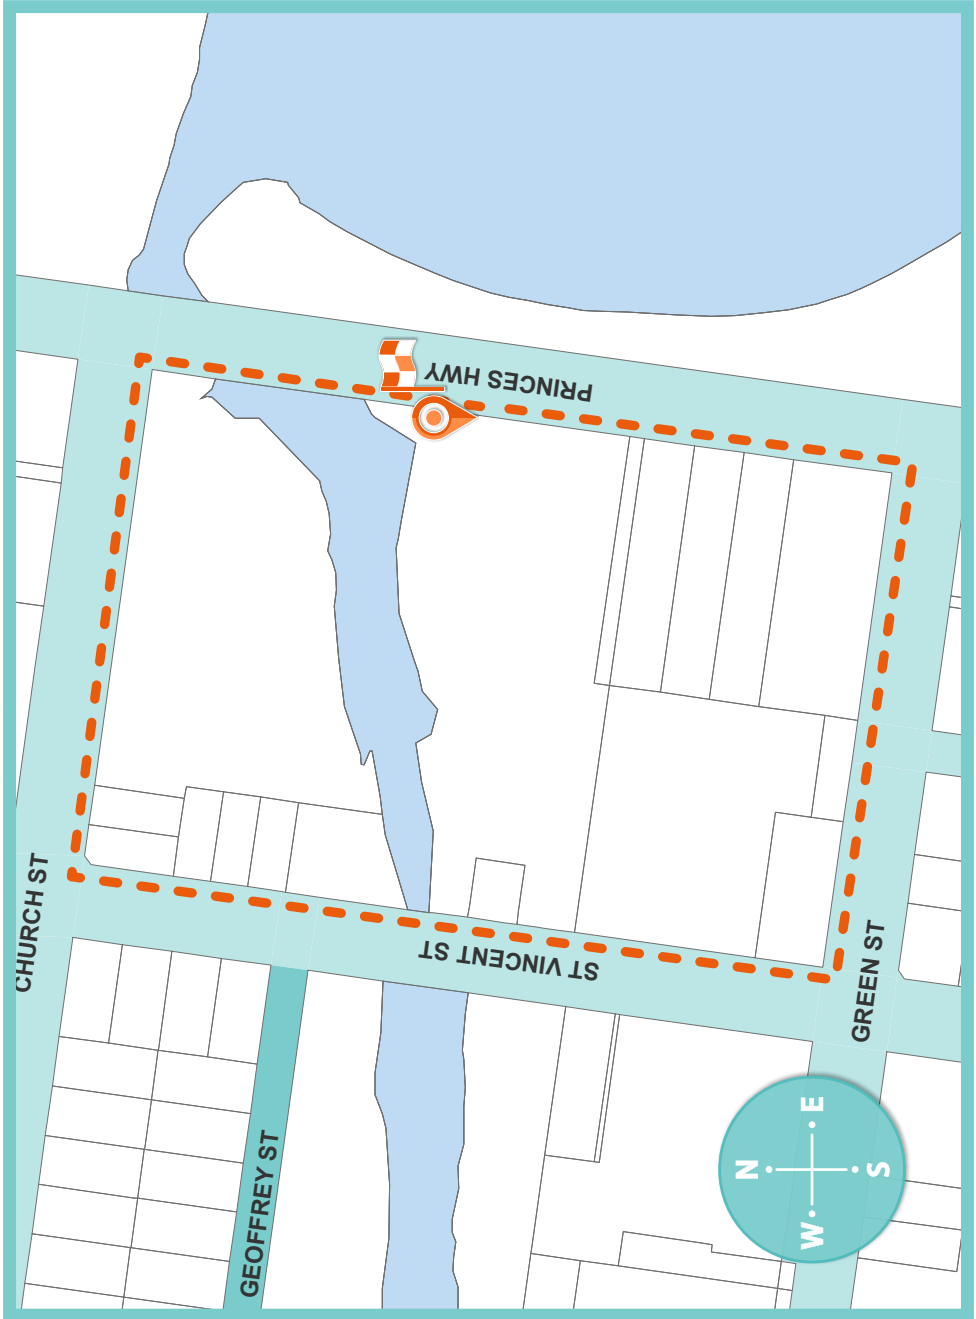 PRINCES HWY
CHURCH ST
ST VINCENT ST
GREEN ST
GEOFFREY ST
N
E
S
W